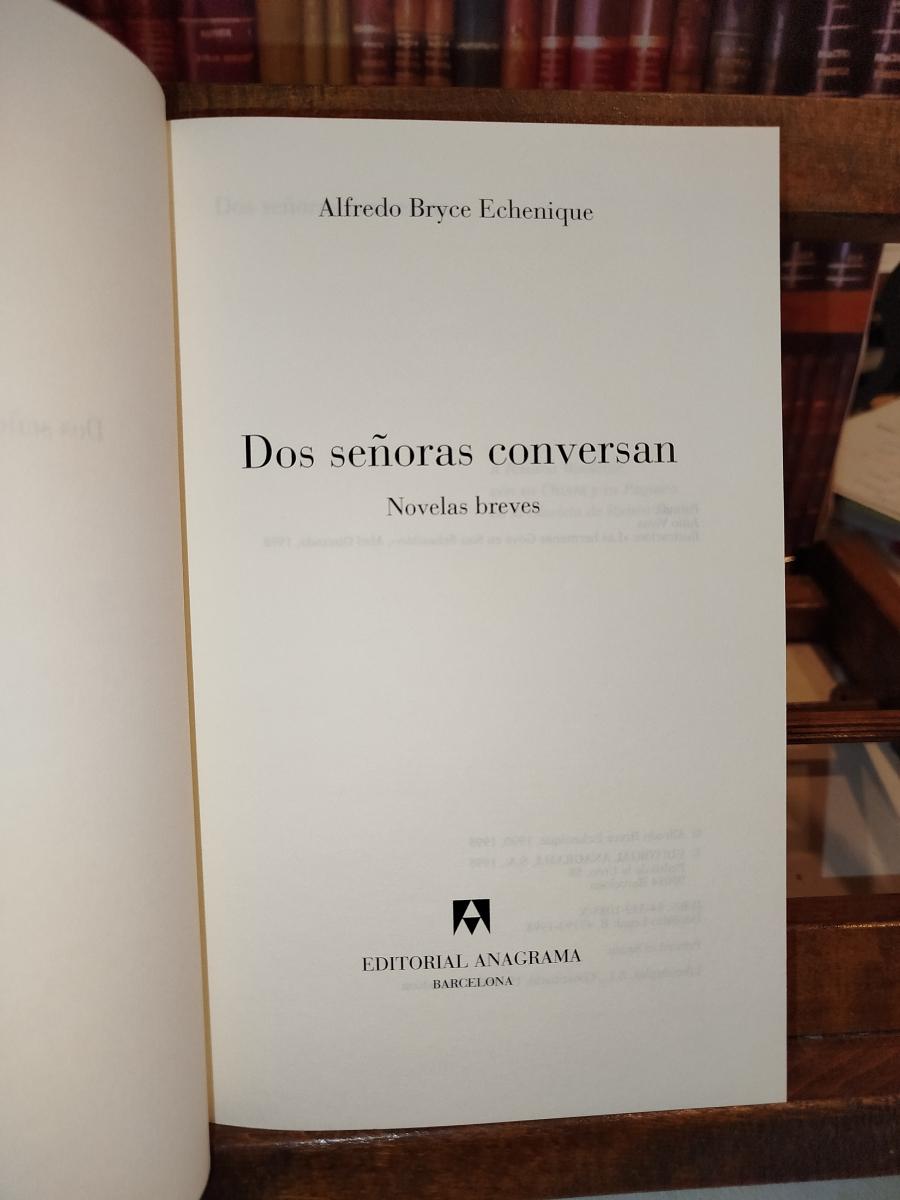 Alfredo Bryce Echenique
Dos señoras conversan
Novelas breves
EDITORIAL ANAGRAMA
BARCELONA